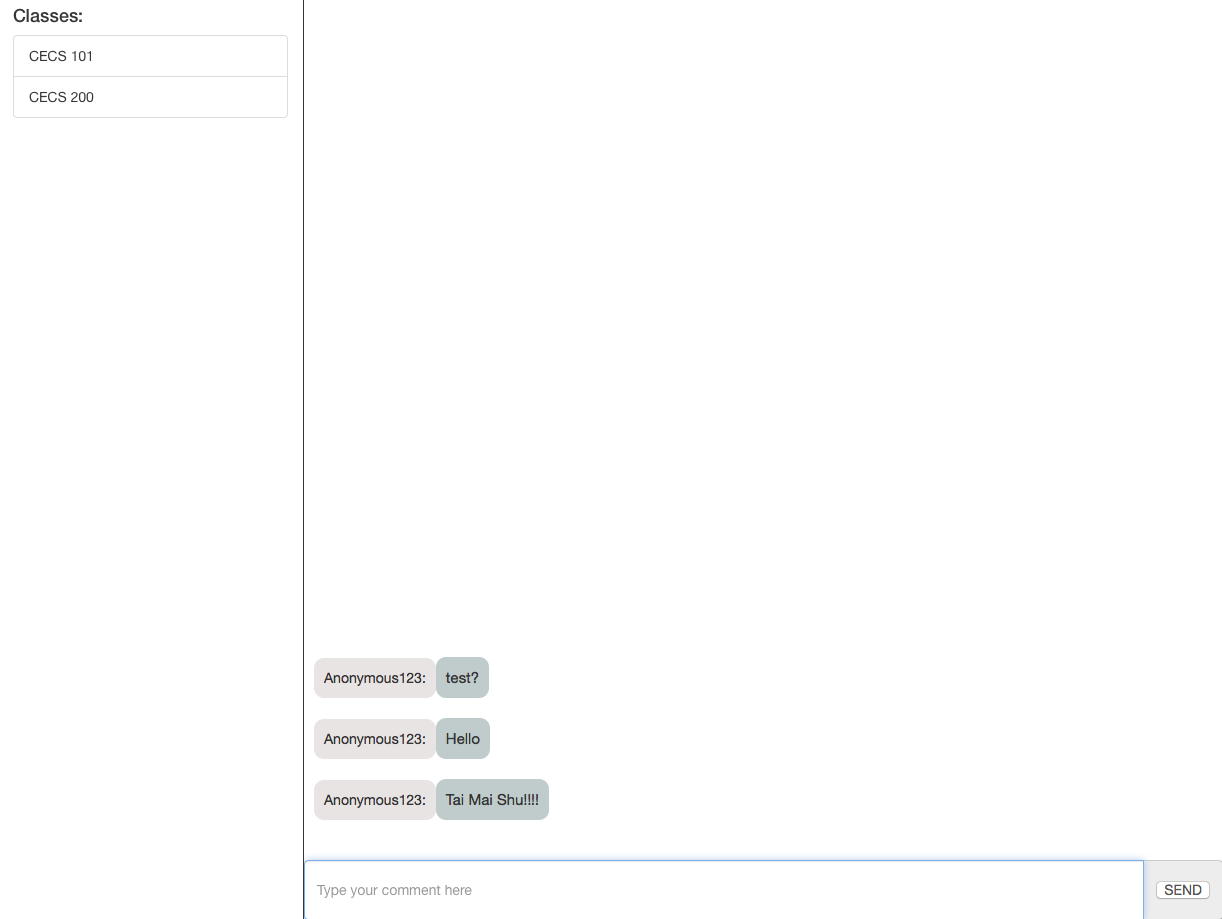 Classes:
CECS 101
CECS 200
Anonymous123: test?
Anonymous123: Hello
Anonymous123: Tai Mai Shu!!!!
Type your comment here SEND